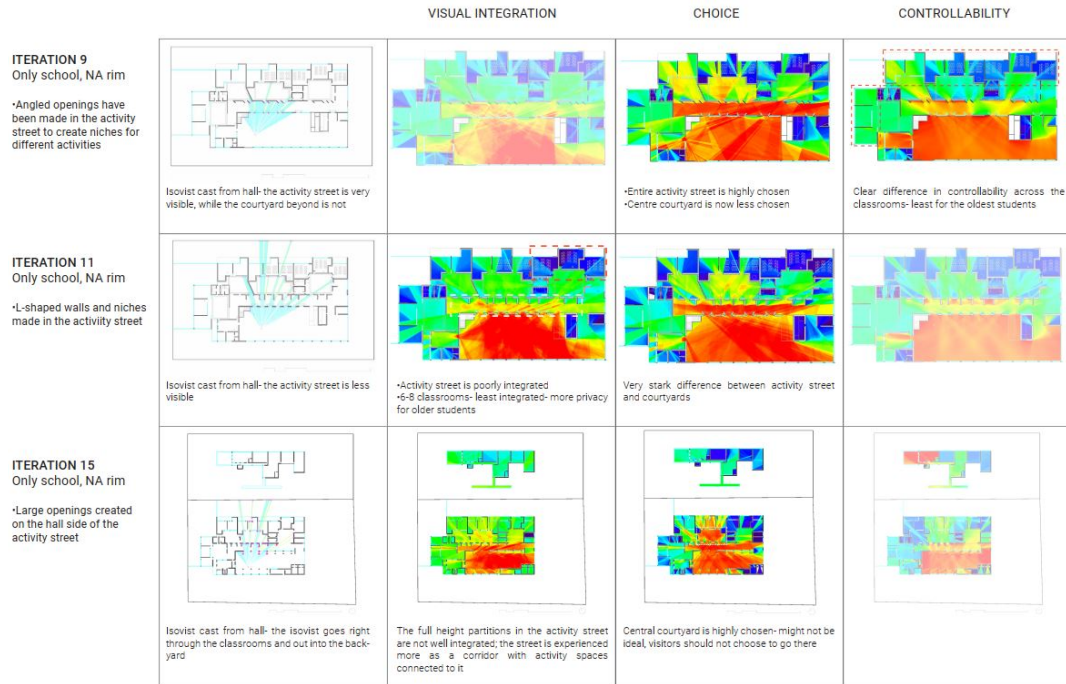 VISUAL INTEGRATION
CHOICE
CONTROLLABILITY
ITERATION 9
Only school, NA rim
•Angled openings have
been made in the activity
street to create niches for
different activities
Isovist cast from hall- the activity street is very
visible, while the courtyard beyond is not
•Entire activity street is highly chosen
•Centre courtyard is now less chosen
Clear difference in controllability across the
classrooms- least for the oldest students
ITERATION 11
Only school, NA rim
•L-shaped walls and niches
made in the activiity street
Isovist cast from hall- the activity street is less
visible
•Activity street is poorly integrated
•6-8 classrooms- least integrated- more privacy
for older students
Very stark difference between activity street
and courtyards
ITERATION 15
Only school, NA rim
•Large openings created
on the hall side of the
activity street
Isovist cast from hall- the isovist goes right
through the classrooms and out into the back-
yard
The full height partitions in the activity street
are not well integrated; the street is experienced
more as a corridor with activity spaces
connected to it
Central courtyard is highly chosen- might not be
ideal, visitors should not choose to go there